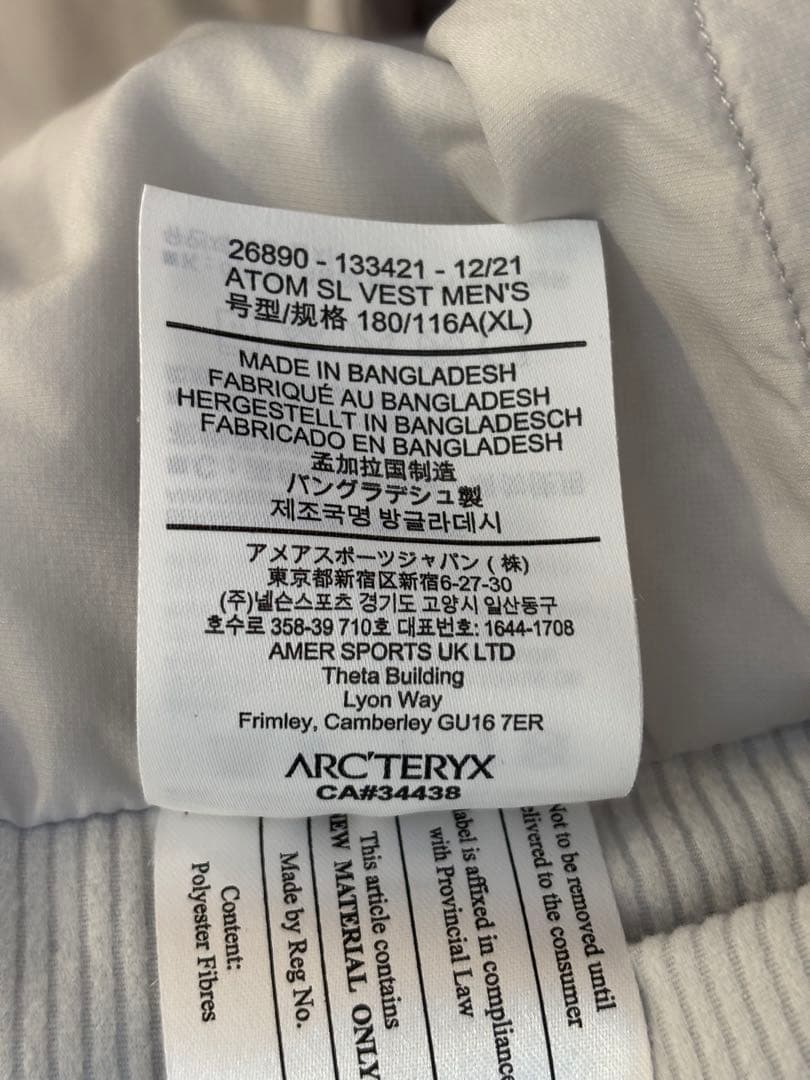 26890 - 133421 - 12/21
ATOM SL VEST MEN'S
号型/规格 180/116A(XL)
MADE IN BANGLADESH
FABRIQUÉ AU BANGLADESH
HERGESTELLT IN BANGLADESCH
FABRICADO EN BANGLADESH
孟加拉国制造
バングラデシュ製
제조국명 방글라데시
アメアスポーツジャパン ( 株)
東京都新宿区新宿6-27-30
(주)넬슨스포츠 경기도 고양시 일산동구
호수로 358-39 710호 대표번호: 1644-1708
AMER SPORTS UK LTD
Theta Building
Lyon Way
Frimley, Camberley GU16 7ER
ARC'TERYX
CA#34438
Not to be removed until
delivered to the consumer
label is affixed in compliance
with Provincial Law
This article contains
NEW MATERIAL ONLY
Made by Reg No.
Content:
Polyester Fibres